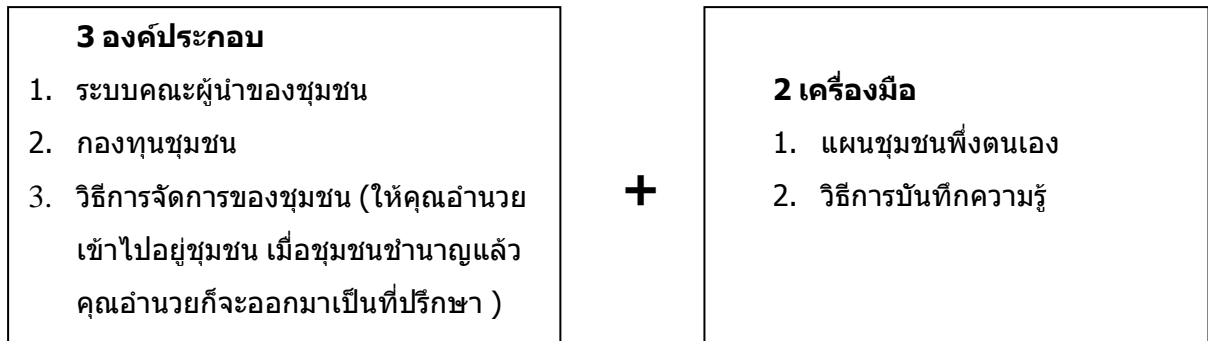 3 องค์ประกอบ
1. ระบบคณะผู้นำของชุมชน
2. กองทุนชุมชน
3. วิธีการจัดการของชุมชน (ให้คุณอำนวย
เข้าไปอยู่ชุมชน เมื่อชุมชนชำนาญแล้ว
คุณอำนวยก็จะออกมาเป็นที่ปรึกษา )
+
2 เครื่องมือ
1. แผนชุมชนพึ่งตนเอง
2. วิธีการบันทึกความรู้